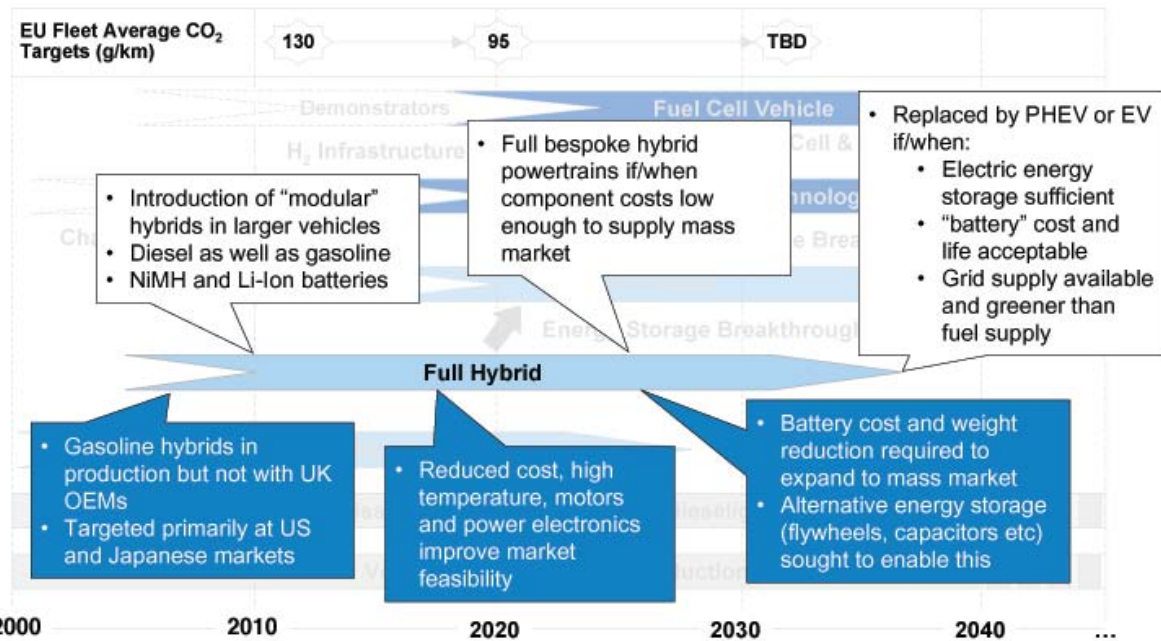 EU Fleet Average CO₂
Targets (g/km)
130
95
TBD
Demonstrators
Fuel Cell Vehicle
H₂ Infrastructure
Cell &
• Introduction of “modular”
hybrids in larger vehicles
• Diesel as well as gasoline
• NiMH and Li-Ion batteries
• Full bespoke hybrid
powertrains if/when
component costs low
enough to supply mass
market
• Replaced by PHEV or EV
if/when:
• Electric energy
storage sufficient
• “battery” cost and
life acceptable
• Grid supply available
and greener than
fuel supply
Storage Breakthrough
Full Hybrid
• Gasoline hybrids in
production but not with UK
OEMs
• Targeted primarily at US
and Japanese markets
• Reduced cost, high
temperature, motors
and power electronics
improve market
feasibility
• Battery cost and weight
reduction required to
expand to mass market
• Alternative energy storage
(flywheels, capacitors etc)
sought to enable this
2000
2010
2020
2030
2040
...